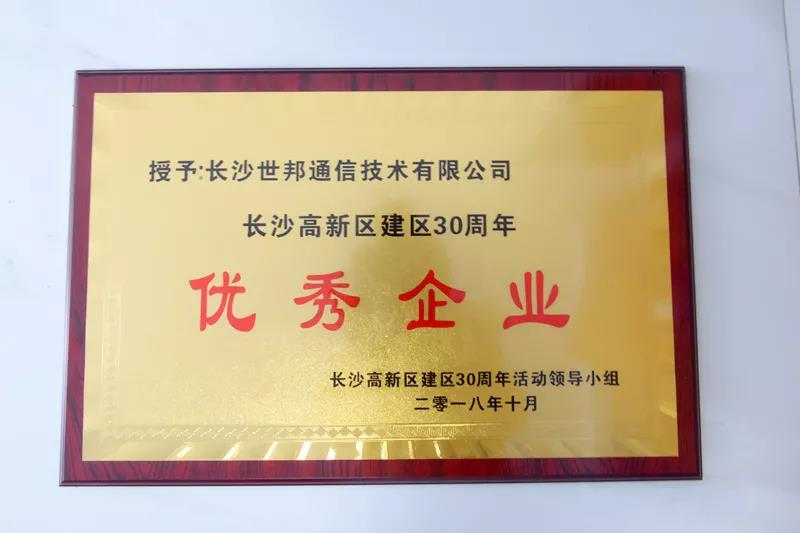 授予:长沙世邦通信技术有限公司
长沙高新区建区30周年
优秀企业
长沙高新区建区30周年活动领导小组
二零一八年十月